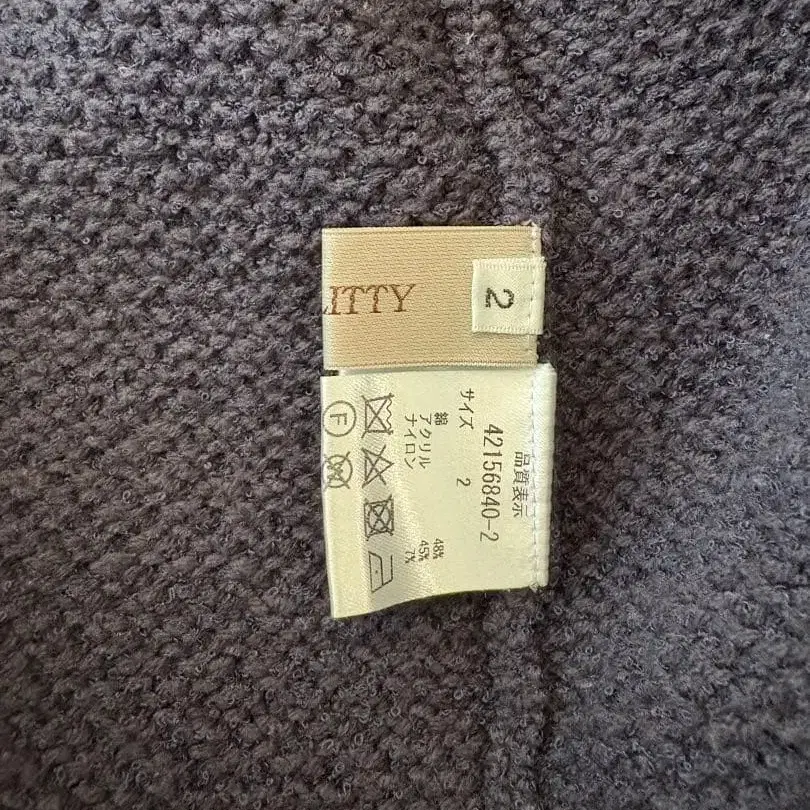 ITTY
2
品質表示
42156840-2
サイズ 2
綿 48%
アクリル 45%
ナイロン 7%
F